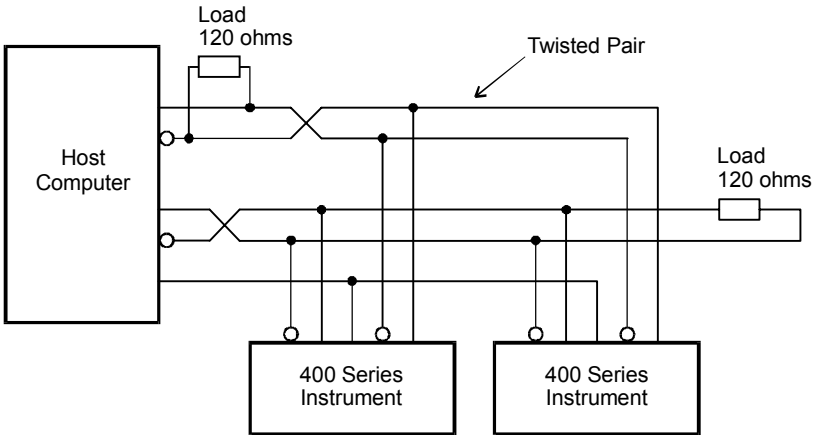 Load
120 ohms
Twisted Pair
Host
Computer
Load
120 ohms
400 Series
Instrument
400 Series
Instrument